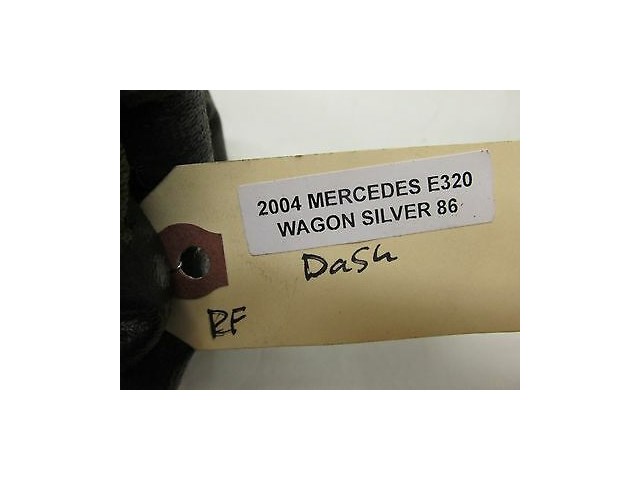 2004 MERCEDES E320
WAGON SILVER 86
Dash
RF